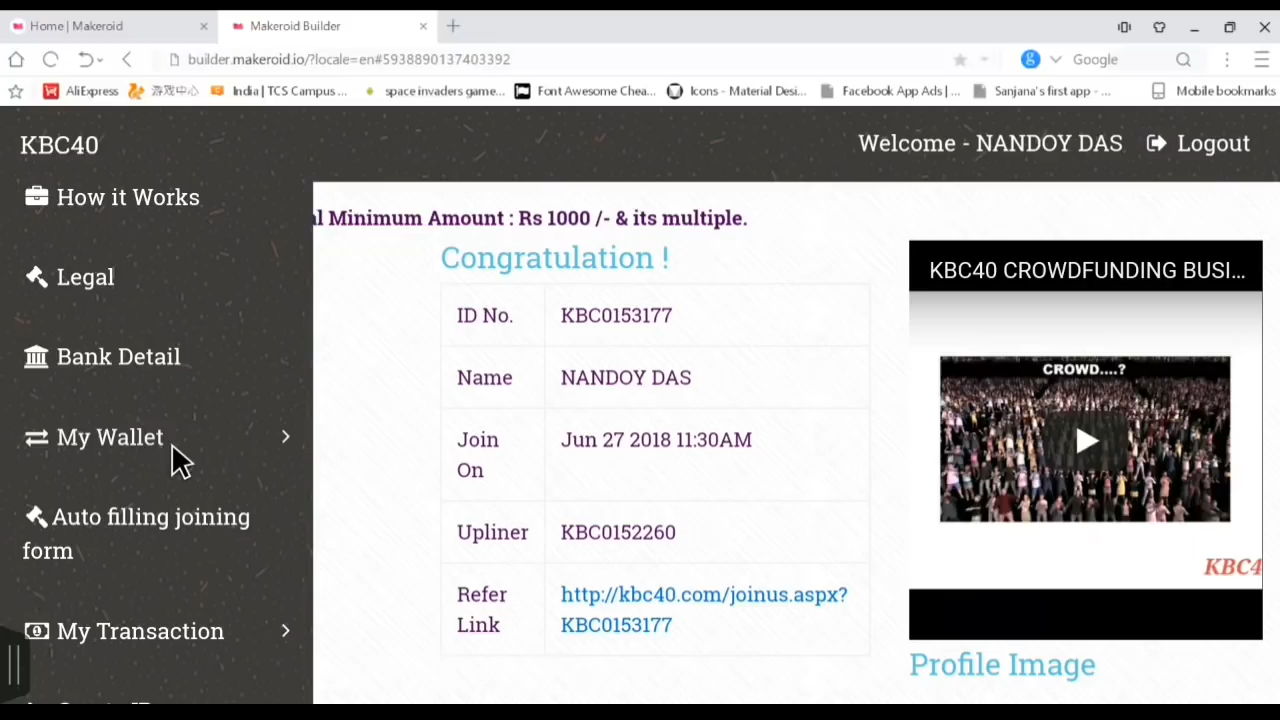 Home | Makeroid
Makeroid Builder
builder.makeroid.io/?locale=en#5938890137403392
Google
AliExpress
游戏中心
India | TCS Campus ...
space invaders game...
Font Awesome Chea...
Icons - Material Desi...
Facebook App Ads | ...
Sanjana's first app - ...
Mobile bookmarks
KBC40
Welcome - NANDOY DAS
Logout
How it Works
Legal
Bank Detail
My Wallet
Auto filling joining
form
My Transaction
Minimum Amount : Rs 1000 /- & its multiple.
Congratulation !
ID No. KBC0153177
Name NANDOY DAS
Join Jun 27 2018 11:30AM
On
Upliner KBC0152260
Refer http://kbc40.com/joinus.aspx?
Link KBC0153177
KBC40 CROWDFUNDING BUSI...
CROWD....?
KBC4
Profile Image